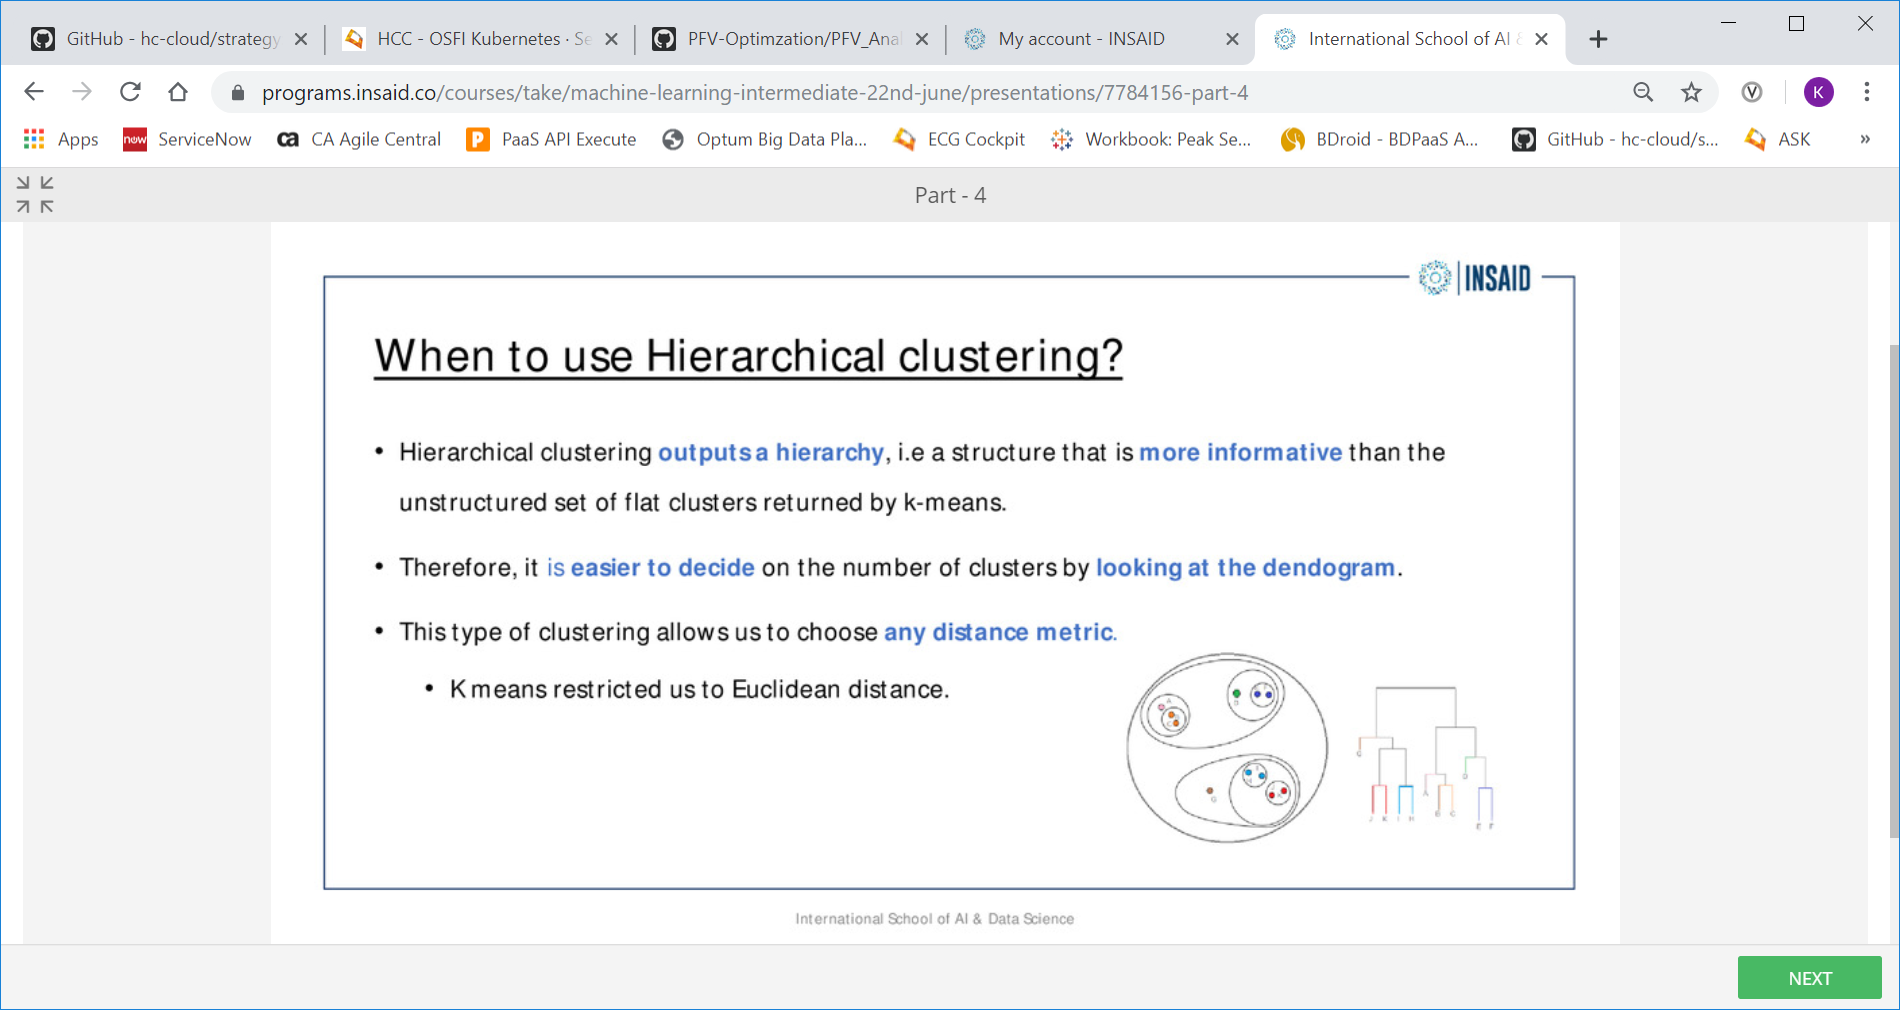 GitHub - hc-cloud/strategy
HCC - OSFI Kubernetes · Se
PFV-Optimzation/PFV_Anal
My account - INSAID
International School of AI &
programs.insaid.co/courses/take/machine-learning-intermediate-22nd-june/presentations/7784156-part-4
K
Apps
now ServiceNow
ca CA Agile Central
P PaaS API Execute
Optum Big Data Pla...
ECG Cockpit
Workbook: Peak Se...
BDroid - BDPaaS A...
GitHub - hc-cloud/s...
ASK
»
Part - 4
INSAID
When to use Hierarchical clustering?
• Hierarchical clustering outputs a hierarchy, i.e a structure that is more informative than the
unstructured set of flat clusters returned by k-means.
• Therefore, it is easier to decide on the number of clusters by looking at the dendogram.
• This type of clustering allows us to choose any distance metric.
• K means restricted us to Euclidean distance.
International School of AI & Data Science
NEXT